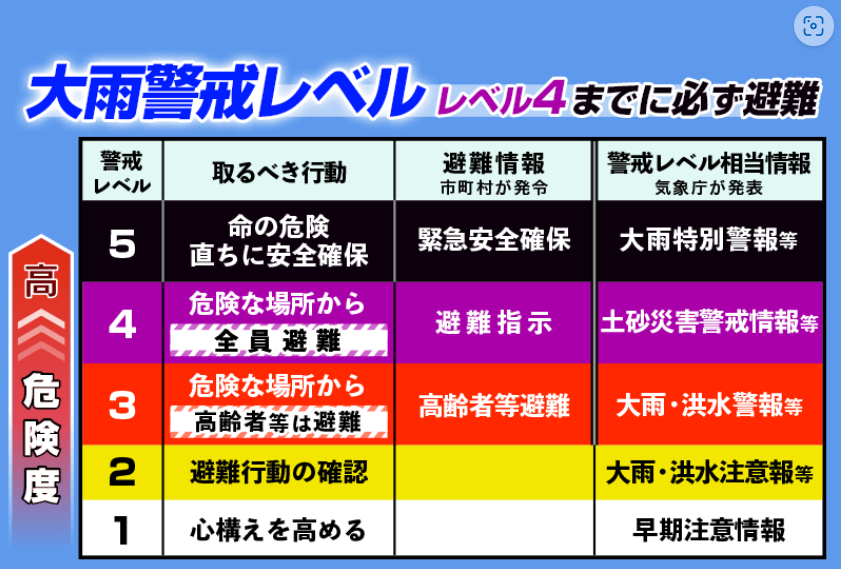 大雨警戒レベル レベル4までに必ず避難
警戒
レベル
取るべき行動
避難情報
市町村が発令
警戒レベル相当情報
気象庁が発表
5
命の危険
直ちに安全確保
緊急安全確保
大雨特別警報等
4
危険な場所から
全員避難
避難指示
土砂災害警戒情報等
3
危険な場所から
高齢者等は避難
高齢者等避難
大雨・洪水警報等
2
避難行動の確認
大雨・洪水注意報等
1
心構えを高める
早期注意情報
高
危険度